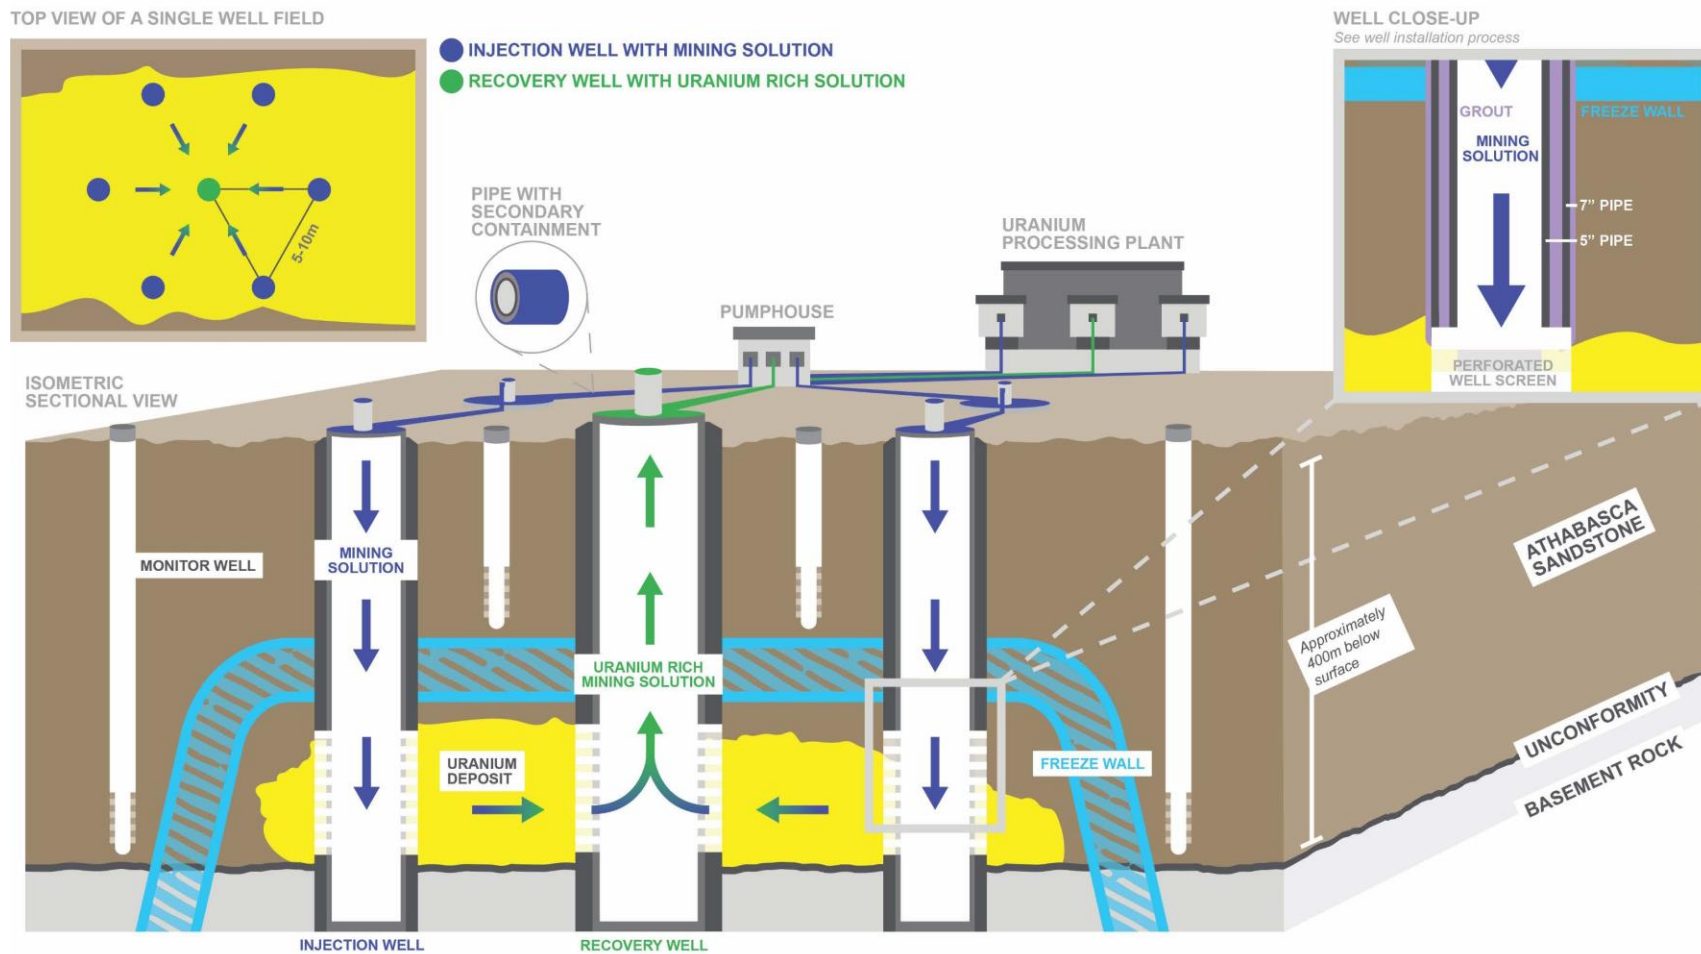 TOP VIEW OF A SINGLE WELL FIELD
INJECTION WELL WITH MINING SOLUTION
RECOVERY WELL WITH URANIUM RICH SOLUTION
5-10m
WELL CLOSE-UP
See well installation process
GROUT
FREEZE WALL
MINING
SOLUTION
7” PIPE
5” PIPE
PERFORATED
WELL SCREEN
PIPE WITH
SECONDARY
CONTAINMENT
PUMPHOUSE
URANIUM
PROCESSING PLANT
ISOMETRIC
SECTIONAL VIEW
MONITOR WELL
MINING
SOLUTION
URANIUM RICH
MINING SOLUTION
URANIUM
DEPOSIT
FREEZE WALL
ATHABASCA
SANDSTONE
Approximately
400m below
surface
UNCONFORMITY
BASEMENT ROCK
INJECTION WELL
RECOVERY WELL